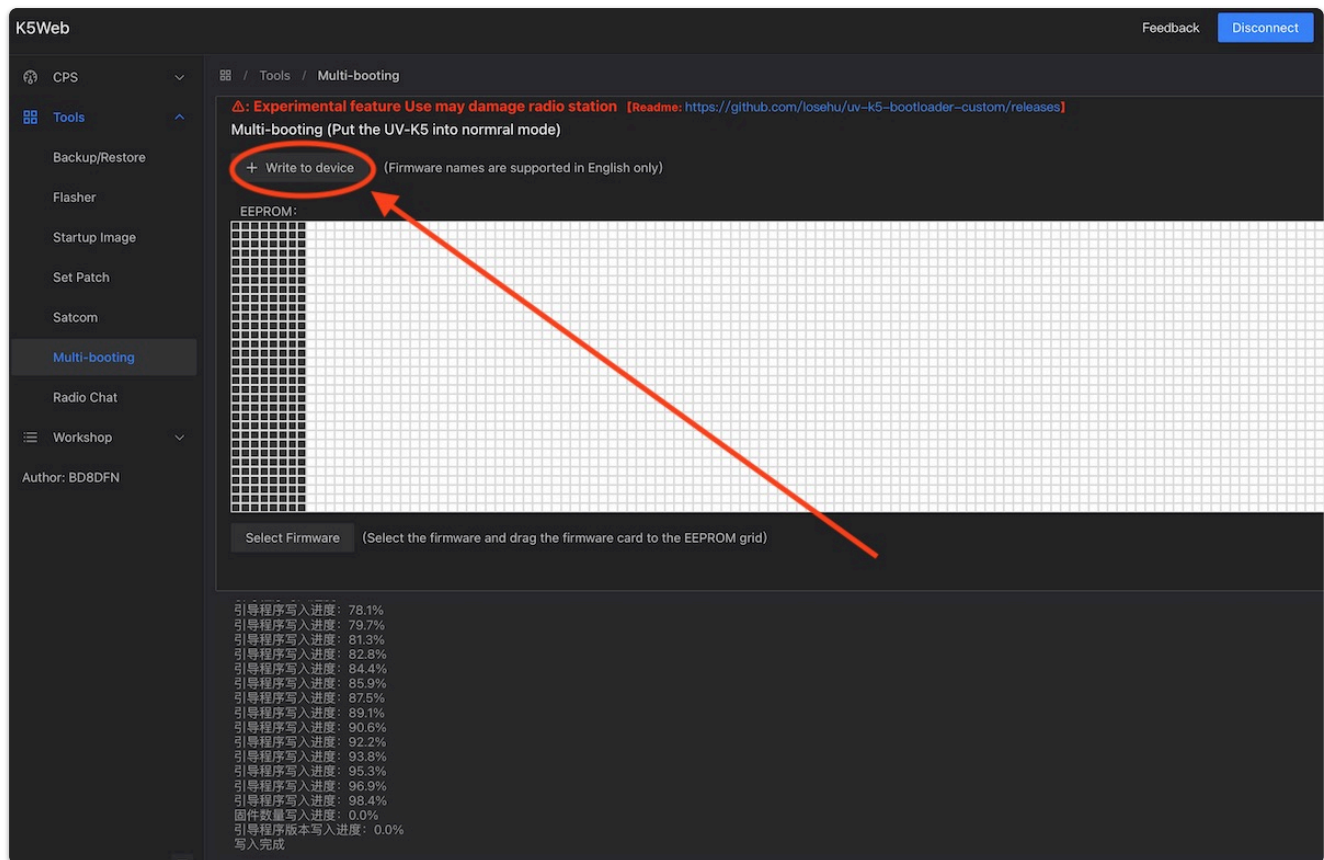 K5Web
Feedback
Disconnect
CPS
Tools
Backup/Restore
Flasher
Startup Image
Set Patch
Satcom
Multi-booting
Radio Chat
Workshop
Author: BD8DFN
/ Tools / Multi-booting
⚠: Experimental feature Use may damage radio station [Readme: https://github.com/losehu/uv-k5-bootloader-custom/releases]
Multi-booting (Put the UV-K5 into normral mode)
+ Write to device (Firmware names are supported in English only)
EEPROM:
Select Firmware (Select the firmware and drag the firmware card to the EEPROM grid)
引导程序写入进度：78.1%
引导程序写入进度：79.7%
引导程序写入进度：81.3%
引导程序写入进度：82.8%
引导程序写入进度：84.4%
引导程序写入进度：85.9%
引导程序写入进度：87.5%
引导程序写入进度：89.1%
引导程序写入进度：90.6%
引导程序写入进度：92.2%
引导程序写入进度：93.8%
引导程序写入进度：95.3%
引导程序写入进度：96.9%
引导程序写入进度：98.4%
固件数量写入进度：0.0%
引导程序版本写入进度：0.0%
写入完成